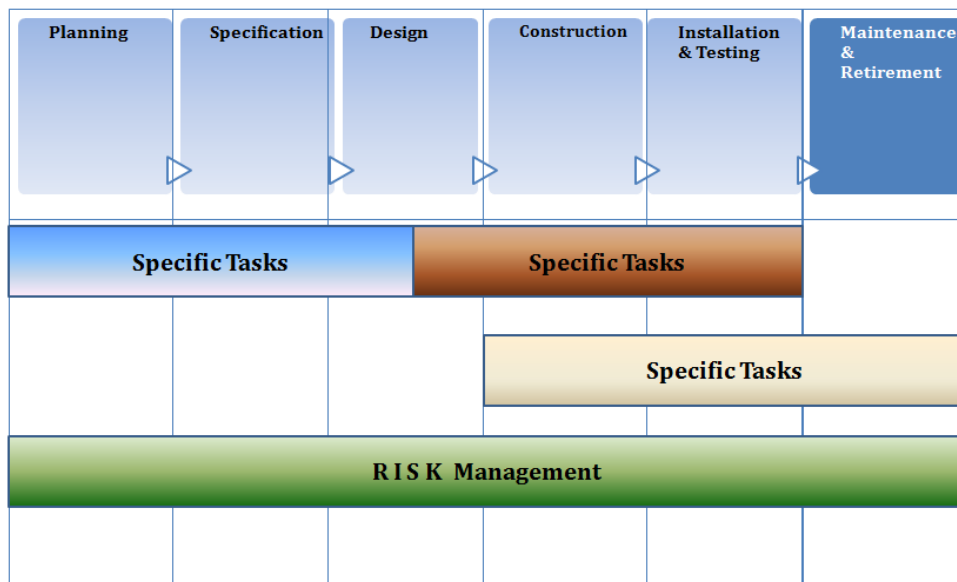 Planning
Specification
Design
Construction
Installation
& Testing
Maintenance
&
Retirement
Specific Tasks
Specific Tasks
Specific Tasks
R I S K Management